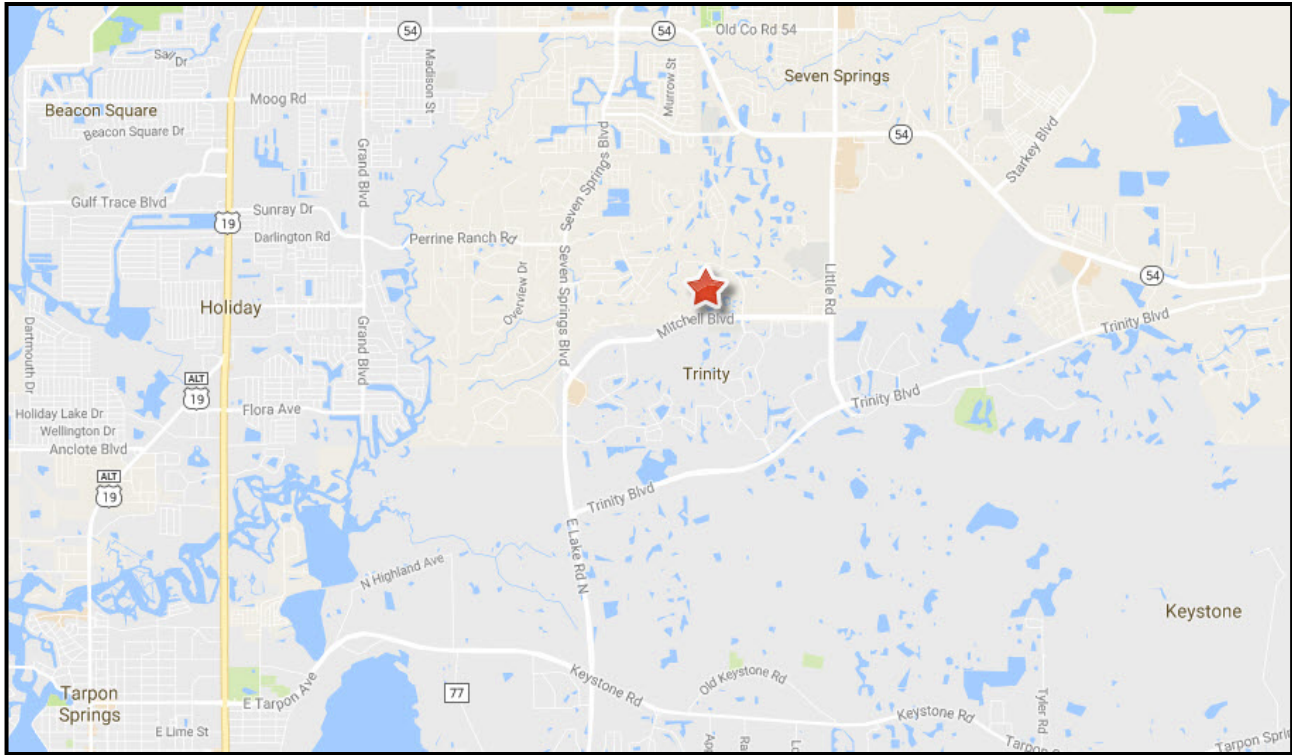 54
54
Old Co Rd 54
Madison St
Murrow St
Seven Springs
Moog Rd
Beacon Square
Beacon Square Dr
54
Starkey Blvd
Grand Blvd
Seven Springs Blvd
Gulf Trace Blvd
Sunray Dr
19
Darlington Rd
Perrine Ranch Rd
Seven Springs Blvd
Overview Dr
Little Rd
54
Holiday
Mitchell Blvd
Trinity Blvd
Dartmouth Dr
Grand Blvd
Trinity
ALT
19
Flora Ave
Trinity Blvd
Holiday Lake Dr
Wellington Dr
Anclote Blvd
ALT
19
Trinity Blvd
E Lake Rd N
N Highland Ave
Keystone
Tarpon
Springs
E Tarpon Ave
77
Keystone Rd
Old Keystone Rd
Tyler Rd
Keystone Rd
E Lime St